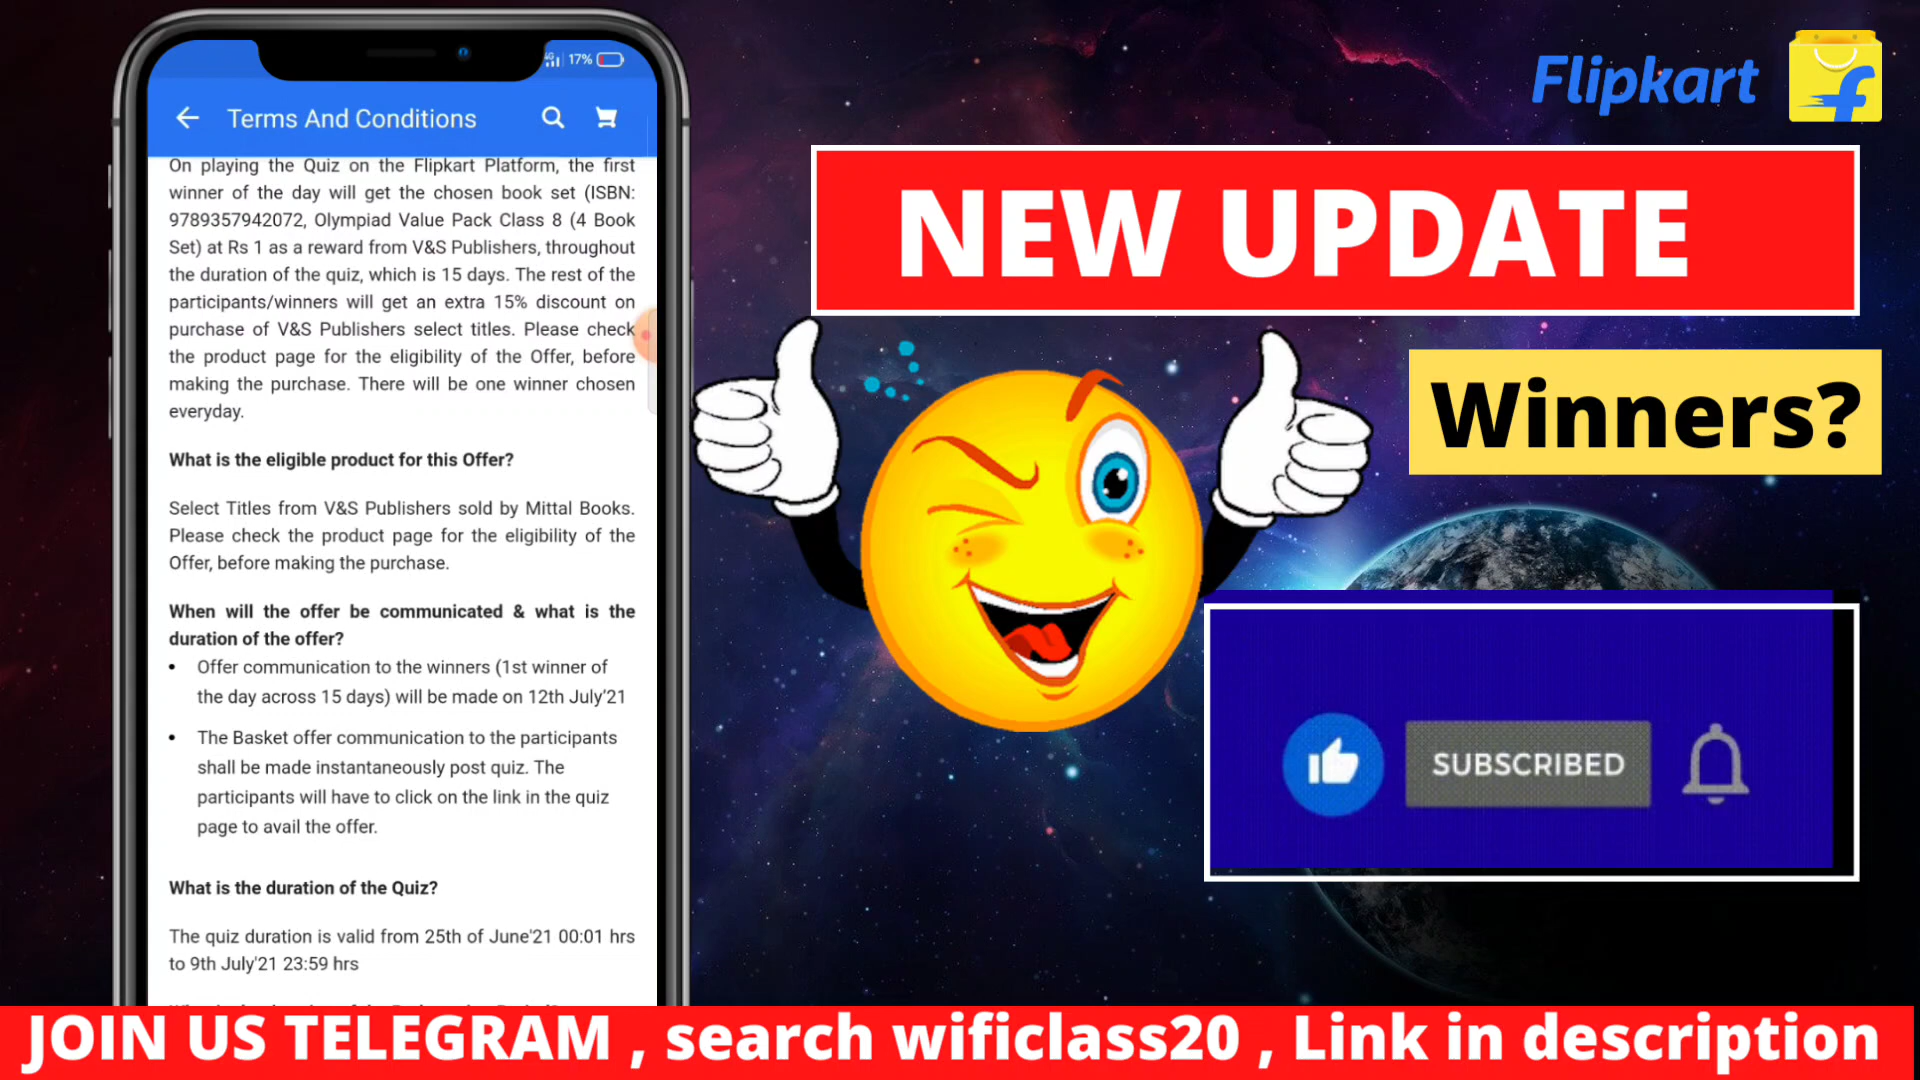 4G 17%
Terms And Conditions
On playing the Quiz on the Flipkart Platform, the first
winner of the day will get the chosen book set (ISBN:
9789357942072, Olympiad Value Pack Class 8 (4 Book
Set) at Rs 1 as a reward from V&S Publishers, throughout
the duration of the quiz, which is 15 days. The rest of the
participants/winners will get an extra 15% discount on
purchase of V&S Publishers select titles. Please check
the product page for the eligibility of the Offer, before
making the purchase. There will be one winner chosen
everyday.
What is the eligible product for this Offer?
Select Titles from V&S Publishers sold by Mittal Books.
Please check the product page for the eligibility of the
Offer, before making the purchase.
When will the offer be communicated & what is the
duration of the offer?
• Offer communication to the winners (1st winner of
the day across 15 days) will be made on 12th July'21
• The Basket offer communication to the participants
shall be made instantaneously post quiz. The
participants will have to click on the link in the quiz
page to avail the offer.
What is the duration of the Quiz?
The quiz duration is valid from 25th of June'21 00:01 hrs
to 9th July'21 23:59 hrs
Flipkart
f
NEW UPDATE
Winners?
SUBSCRIBED
JOIN US TELEGRAM , search wificlass20 , Link in description